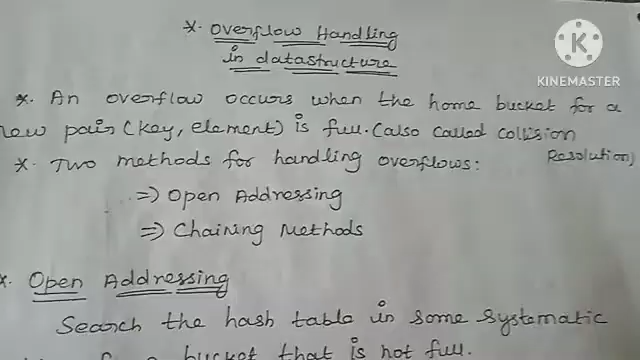 *. Overflow Handling
in datastructure
KINEMASTER
*. An overflow occurs when the home bucket for a
new pair (key, element) is full. (also called collision
Resolution)
*. Two methods for handling overflows:
=> Open Addressing
=> Chaining Methods
*. Open Addressing
Search the hash table in some systematic
bucket that is not full.